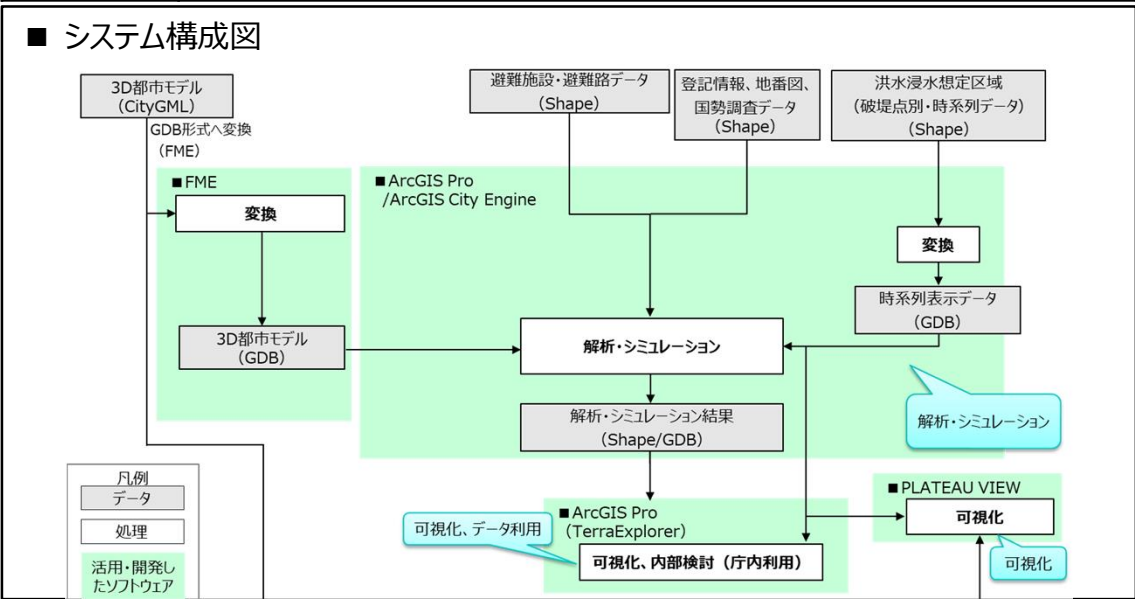 ■ システム構成図
3D都市モデル
(CityGML)
GDB形式へ変換
(FME)
避難施設・避難路データ
(Shape)
登記情報、地番図、
国勢調査データ
(Shape)
洪水浸水想定区域
(破堤点別・時系列データ)
(Shape)
■FME
変換
3D都市モデル
(GDB)
■ArcGIS Pro
/ArcGIS City Engine
変換
時系列表示データ
(GDB)
解析・シミュレーション
解析・シミュレーション結果
(Shape/GDB)
解析・シミュレーション
凡例
データ
処理
活用・開発し
たソフトウェア
可視化、データ利用
■ArcGIS Pro
(TerraExplorer)
可視化、内部検討（庁内利用）
■PLATEAU VIEW
可視化
可視化